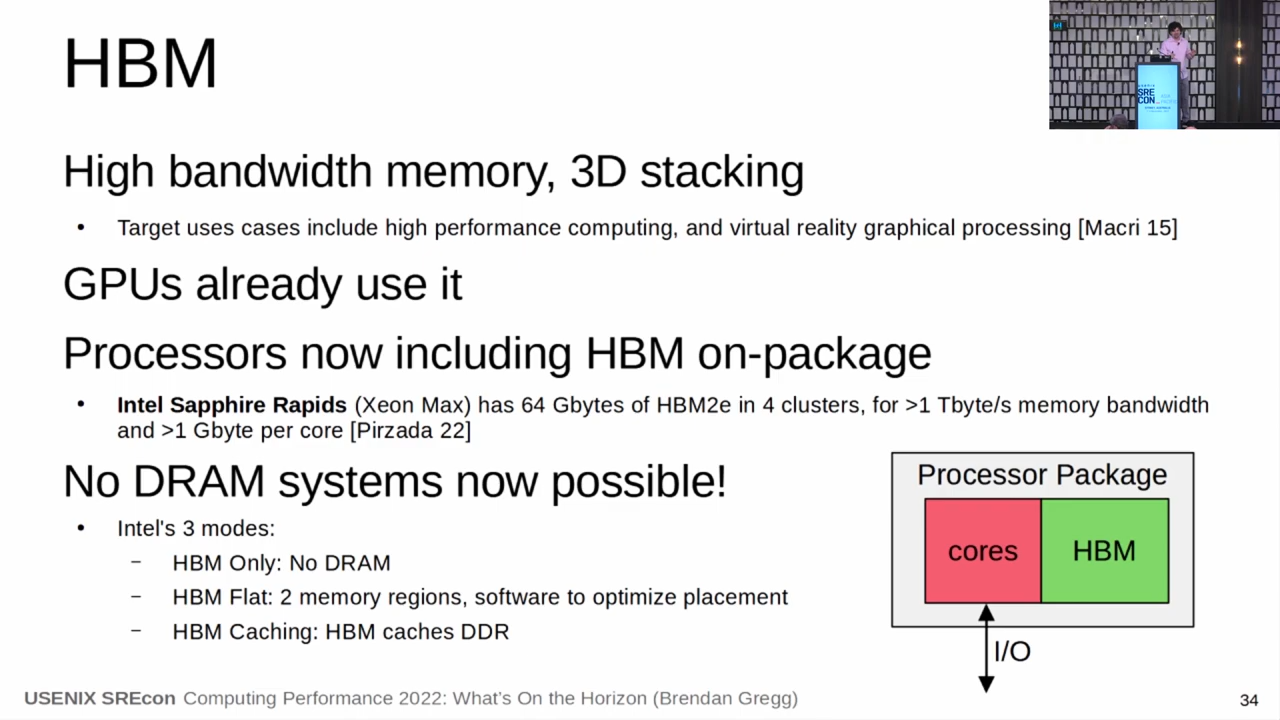 HBM
High bandwidth memory, 3D stacking
• Target uses cases include high performance computing, and virtual reality graphical processing [Macri 15]
GPUs already use it
Processors now including HBM on-package
• Intel Sapphire Rapids (Xeon Max) has 64 Gbytes of HBM2e in 4 clusters, for >1 Tbyte/s memory bandwidth
and >1 Gbyte per core [Pirzada 22]
No DRAM systems now possible!
• Intel's 3 modes:
– HBM Only: No DRAM
– HBM Flat: 2 memory regions, software to optimize placement
– HBM Caching: HBM caches DDR
Processor Package
cores
HBM
I/O
SRE
CON
USENIX SREcon Computing Performance 2022: What's On the Horizon (Brendan Gregg)
34